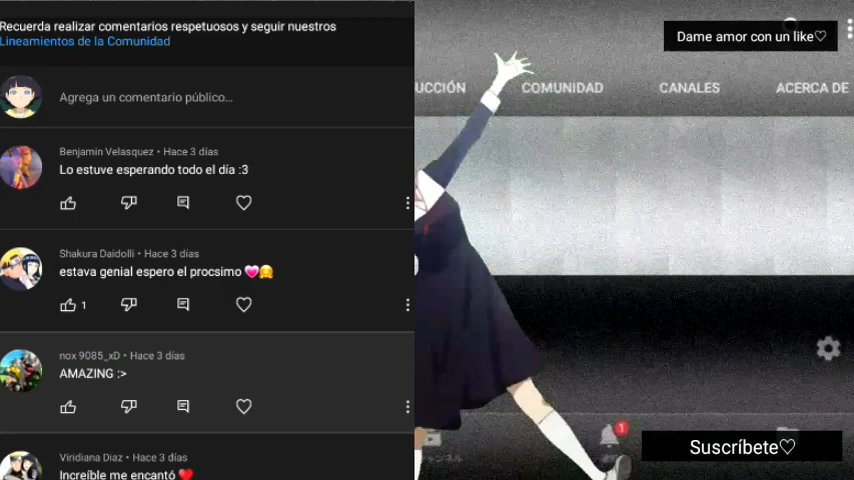 Recuerda realizar comentarios respetuosos y seguir nuestros
Lineamientos de la Comunidad
Agrega un comentario público...
Benjamin Velasquez • Hace 3 días
Lo estuve esperando todo el día :3
Shakura Daidolli • Hace 3 días
estava genial espero el procsimo 💗🤗
1
nox 9085_xD • Hace 3 días
AMAZING :>
Viridiana Diaz • Hace 3 días
Increíble me encantó ❤️
Dame amor con un like♡
UCCIÓN COMUNIDAD CANALES ACERCA DE
1
Suscríbete♡